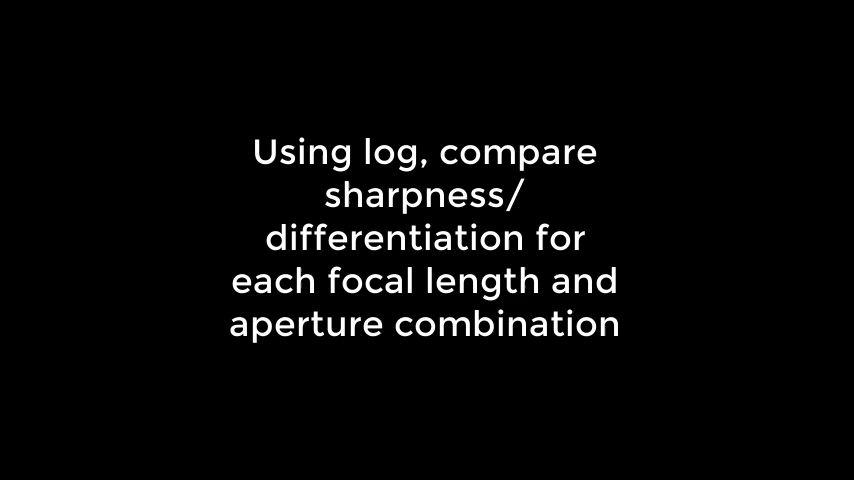 Using log, compare
sharpness/
differentiation for
each focal length and
aperture combination